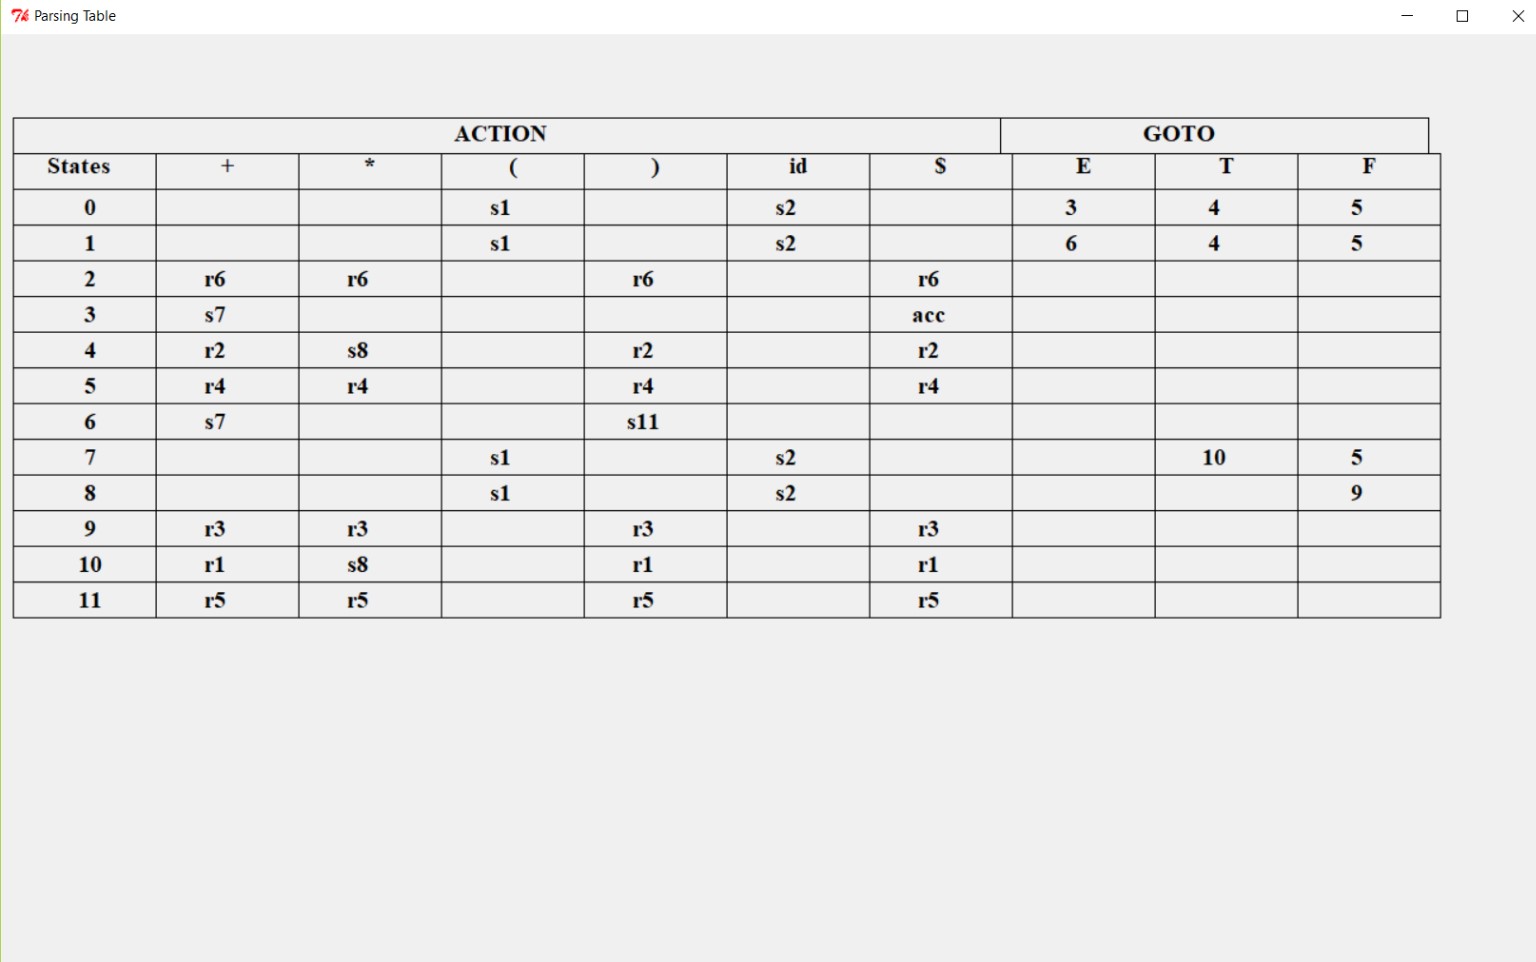 Parsing Table
ACTION GOTO
States + * ( ) id $ E T F
0 s1 s2 3 4 5
1 s1 s2 6 4 5
2 r6 r6 r6 r6
3 s7 acc
4 r2 s8 r2 r2
5 r4 r4 r4 r4
6 s7 s11
7 s1 s2 10 5
8 s1 s2 9
9 r3 r3 r3 r3
10 r1 s8 r1 r1
11 r5 r5 r5 r5